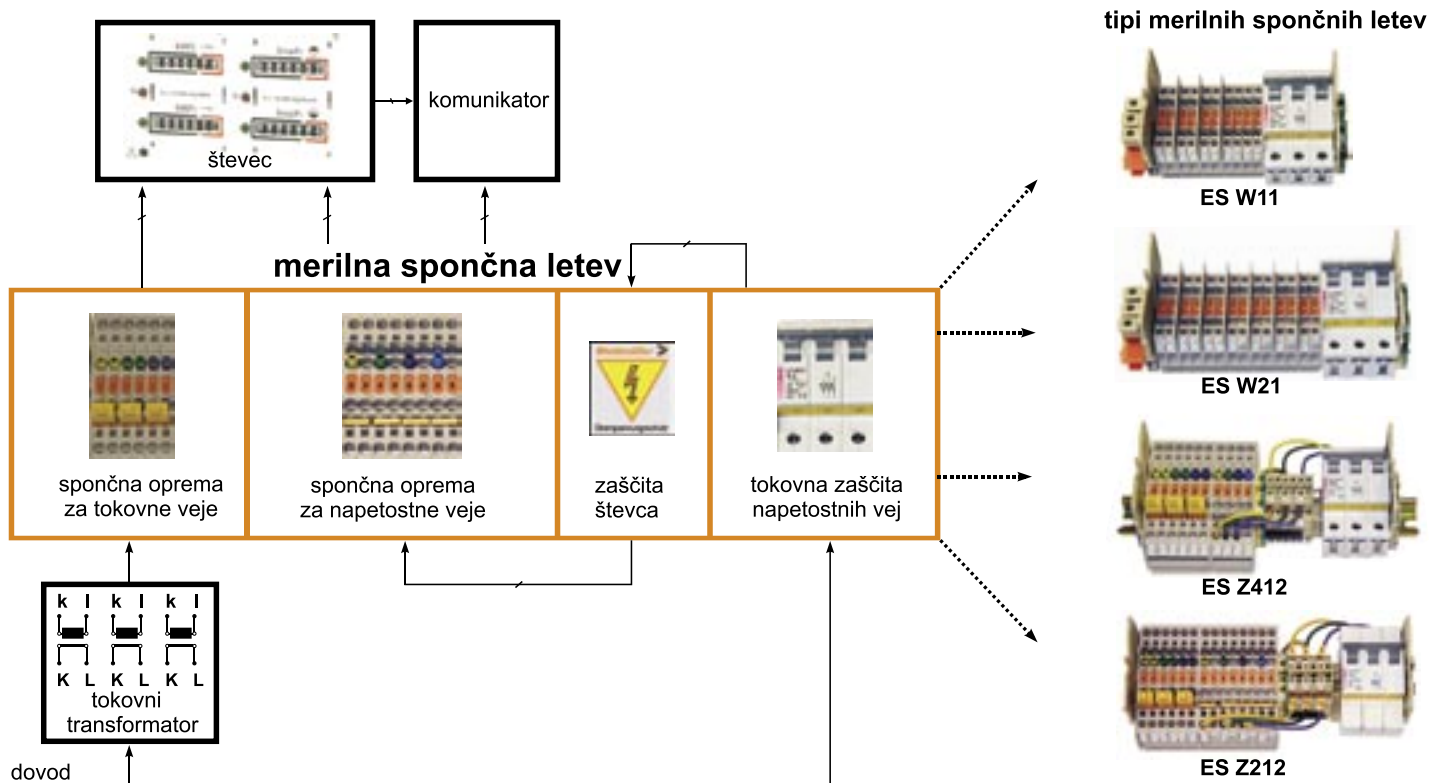 tipi merilnih spončnih letev
števec
komunikator
ES W11
merilna spončna letev
ES W21
spončna oprema
za tokovne veje
spončna oprema
za napetostne veje
zaščita
števca
tokovna zaščita
napetostnih vej
ES Z412
k l k l k l
K L K L K L
tokovni
transformator
dovod
ES Z212